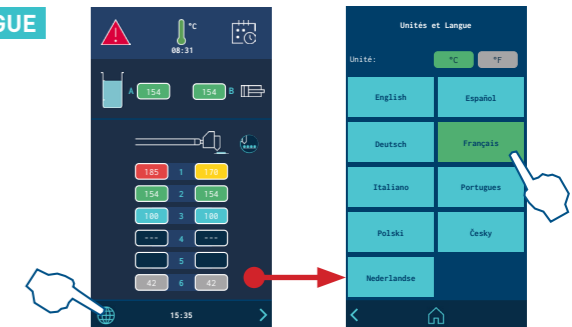 GUE
°C
08:31
A 154 154 B
185 1 170
154 2 154
100 3 100
--- 4 ---
5
42 6 42
15:35
Unités et Langue
Unité: °C °F
English Español
Deutsch Français
Italiano Portugues
Polski Česky
Nederlandse